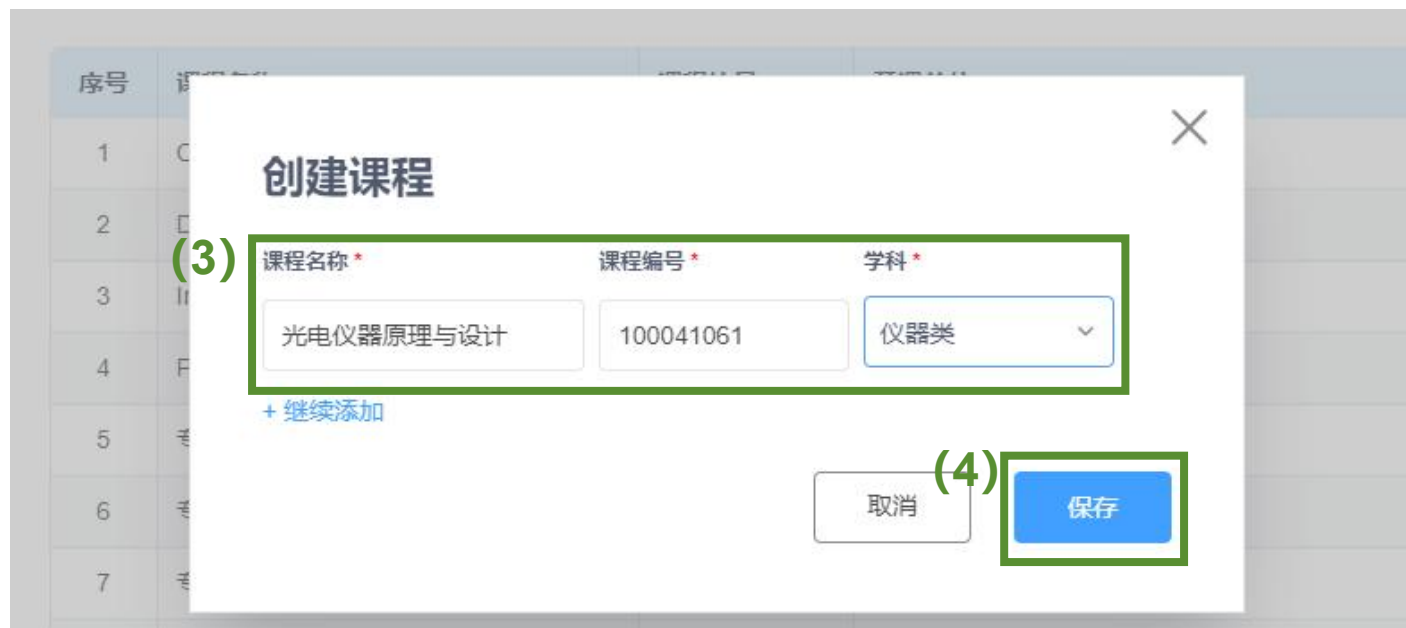 序号
1
创建课程
2
(3)
课程名称 * 课程编号 * 学科 *
3
光电仪器原理与设计 100041061 仪器类
4
+ 继续添加
5
(4)
6 取消 保存
7